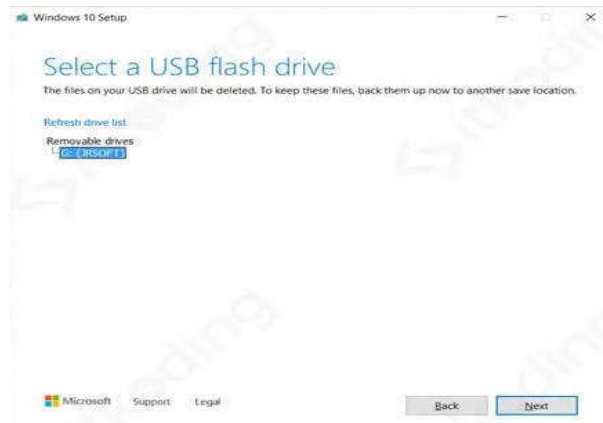 Windows 10 Setup
Select a USB flash drive
The files on your USB drive will be deleted. To keep these files, back them up now to another save location.
Refresh drive list
Removable drives
G: (JRSOFT)
Microsoft Support Legal
Back Next